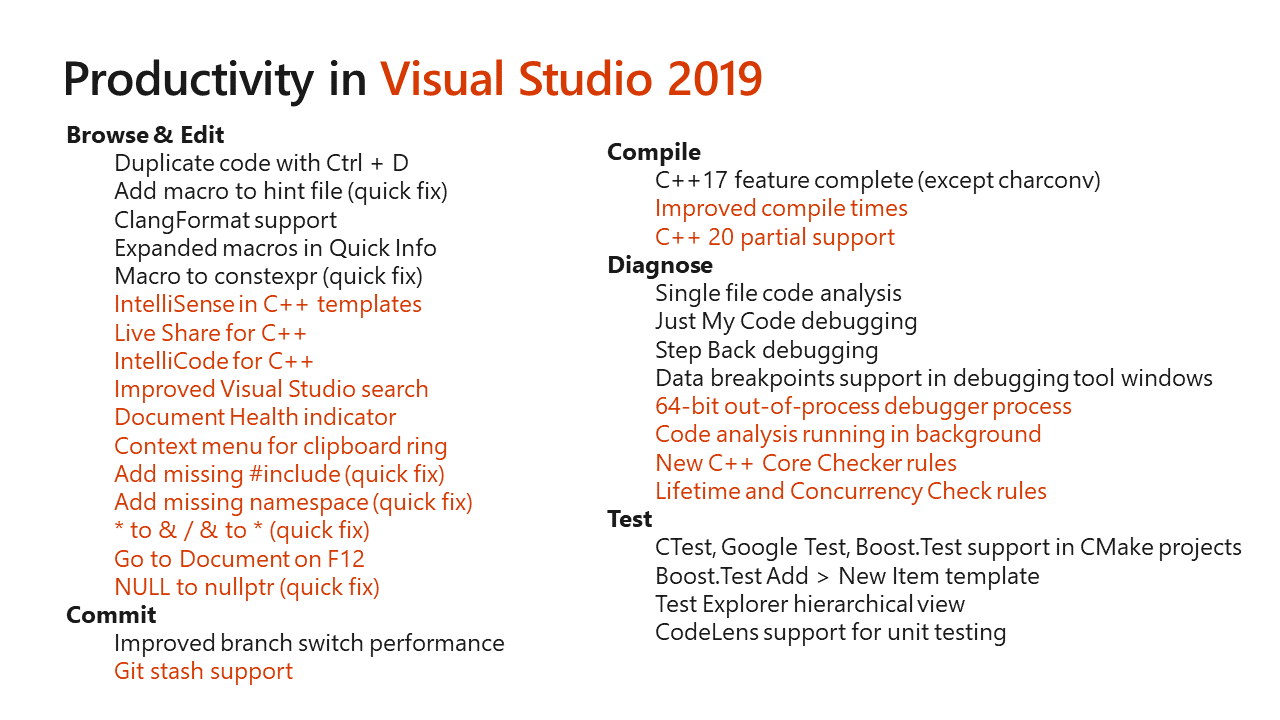 Productivity in Visual Studio 2019
Browse & Edit
Duplicate code with Ctrl + D
Add macro to hint file (quick fix)
ClangFormat support
Expanded macros in Quick Info
Macro to constexpr (quick fix)
IntelliSense in C++ templates
Live Share for C++
IntelliCode for C++
Improved Visual Studio search
Document Health indicator
Context menu for clipboard ring
Add missing #include (quick fix)
Add missing namespace (quick fix)
* to & / & to * (quick fix)
Go to Document on F12
NULL to nullptr (quick fix)
Commit
Improved branch switch performance
Git stash support
Compile
C++17 feature complete (except charconv)
Improved compile times
C++ 20 partial support
Diagnose
Single file code analysis
Just My Code debugging
Step Back debugging
Data breakpoints support in debugging tool windows
64-bit out-of-process debugger process
Code analysis running in background
New C++ Core Checker rules
Lifetime and Concurrency Check rules
Test
CTest, Google Test, Boost.Test support in CMake projects
Boost.Test Add > New Item template
Test Explorer hierarchical view
CodeLens support for unit testing